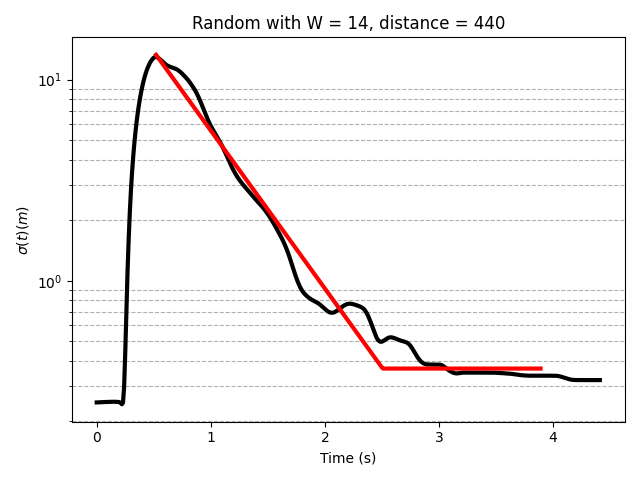 Random with W = 14, distance = 440
10¹
10⁰
σ(t)(m)
0 1 2 3 4
Time (s)